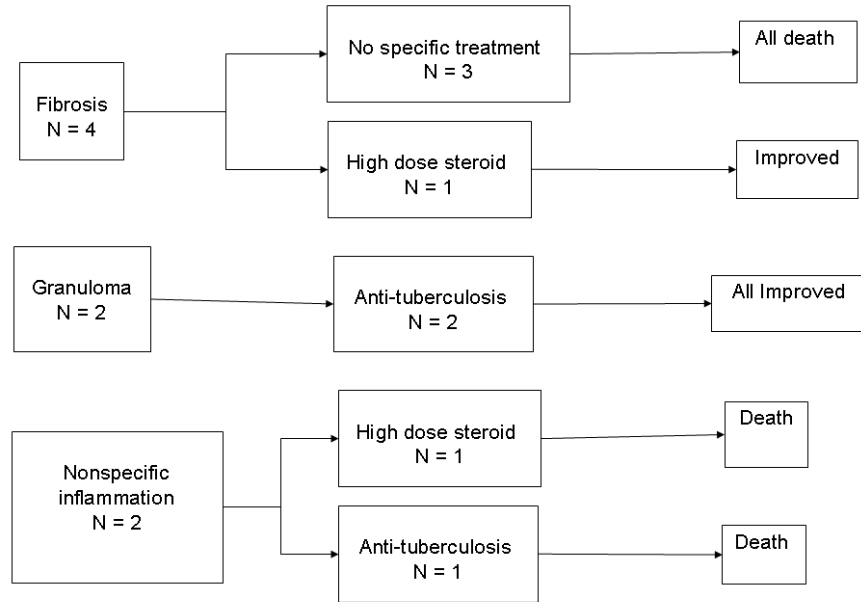 Fibrosis
N = 4
No specific treatment
N = 3
All death
High dose steroid
N = 1
Improved
Granuloma
N = 2
Anti-tuberculosis
N = 2
All Improved
Nonspecific
inflammation
N = 2
High dose steroid
N = 1
Death
Anti-tuberculosis
N = 1
Death